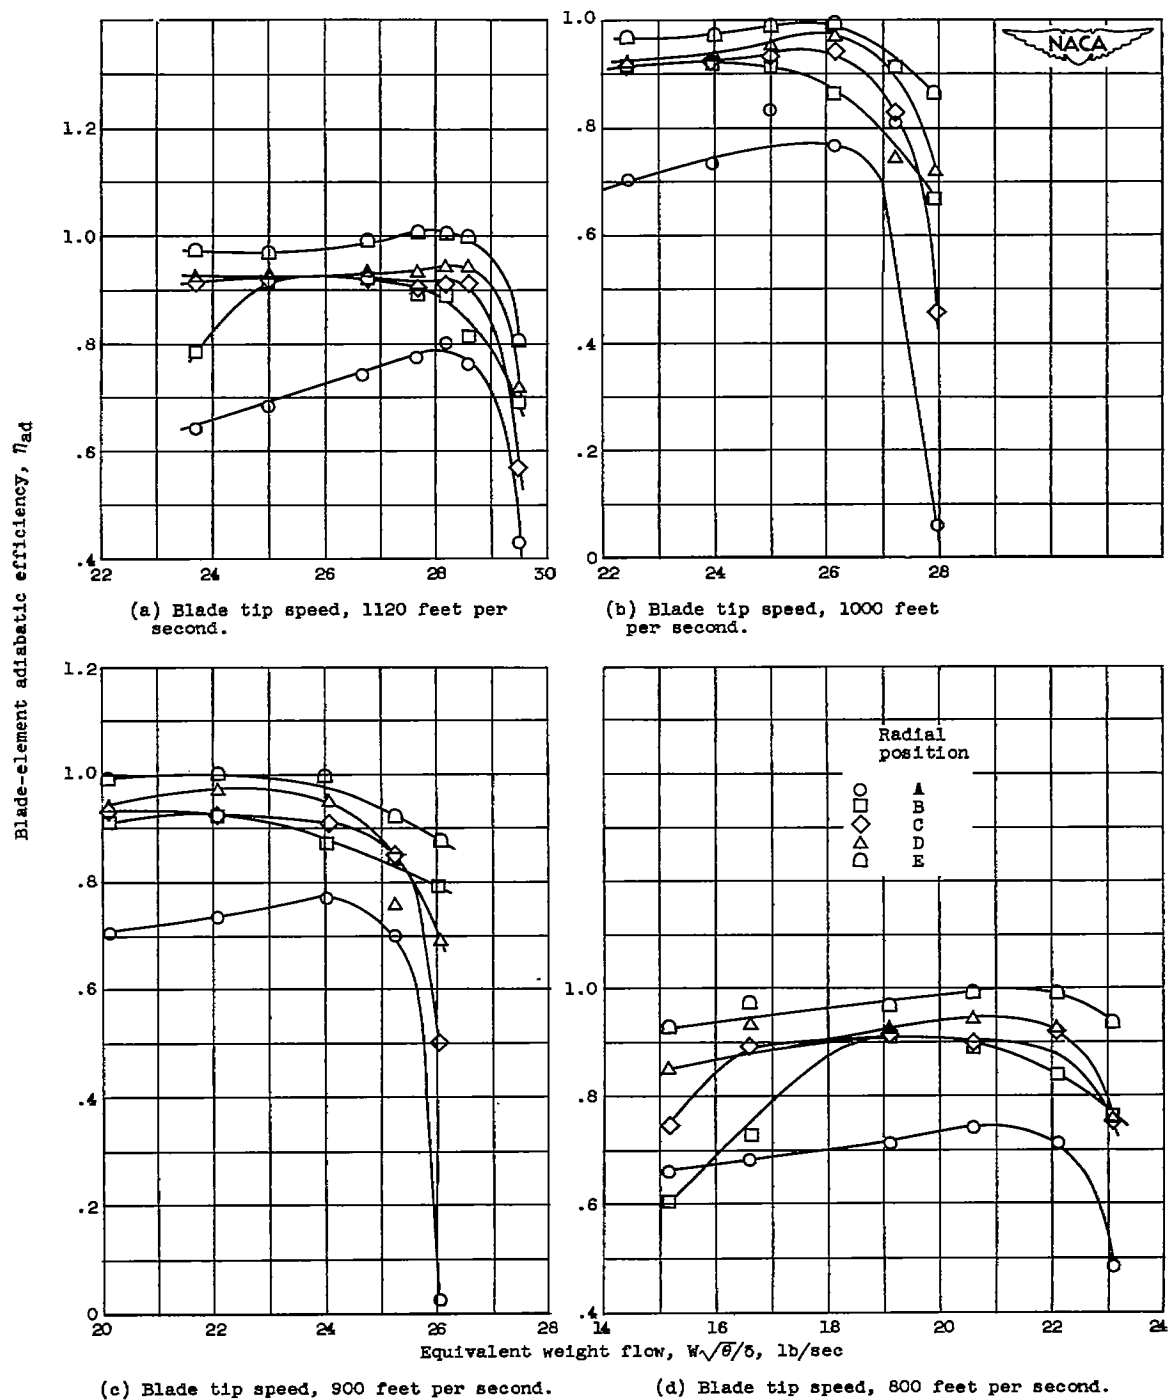 Blade-element adiabatic efficiency, ηad
1.2
1.0
.8
.6
.4
22 24 26 28 30
(a) Blade tip speed, 1120 feet per
second.
NACA
1.0
.8
.6
.4
.2
0
22 24 26 28
(b) Blade tip speed, 1000 feet
per second.
1.2
1.0
.8
.6
.4
.2
0
20 22 24 26 28
(c) Blade tip speed, 900 feet per second.
Radial
position
A
B
C
D
E
1.0
.8
.6
.4
14 16 18 20 22 24
Equivalent weight flow, W√θ/δ, lb/sec
(d) Blade tip speed, 800 feet per second.